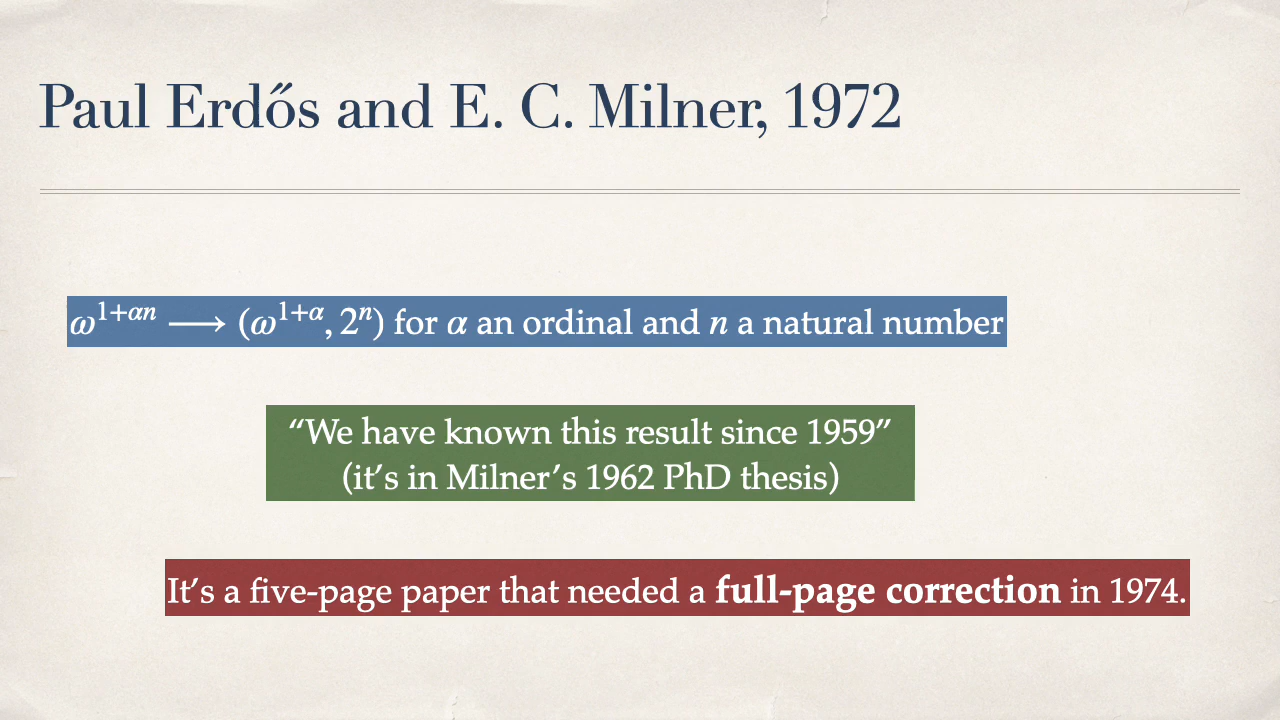 Paul Erdős and E. C. Milner, 1972
ω^{1+αn} ⟶ (ω^{1+α}, 2^n) for α an ordinal and n a natural number
“We have known this result since 1959”
(it’s in Milner’s 1962 PhD thesis)
It’s a five-page paper that needed a full-page correction in 1974.